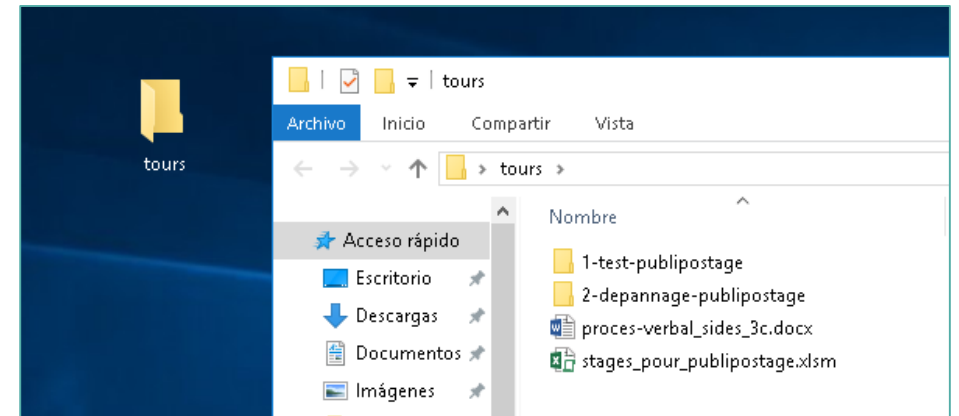 tours
tours
Archivo Inicio Compartir Vista
tours
Nombre
Acceso rápido
Escritorio
Descargas
Documentos
Imágenes
1-test-publipostage
2-depannage-publipostage
proces-verbal_sides_3c.docx
stages_pour_publipostage.xlsm